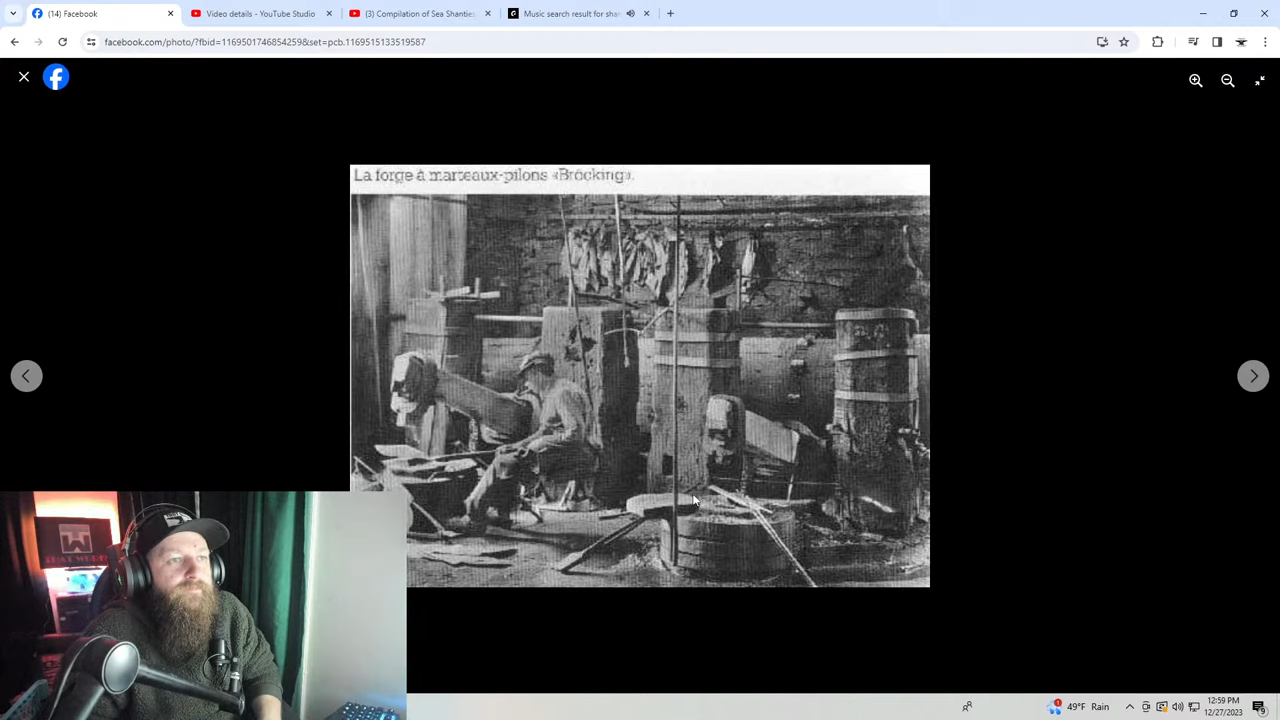 (14) Facebook
Video details - YouTube Studio
(3) Compilation of Sea Shanties
Music search result for shar
facebook.com/photo/?fbid=1169501746854259&set=pcb.1169515133519587
La forge à marteaux-pilons «Bröcking».
49°F Rain
12:59 PM
12/27/2023